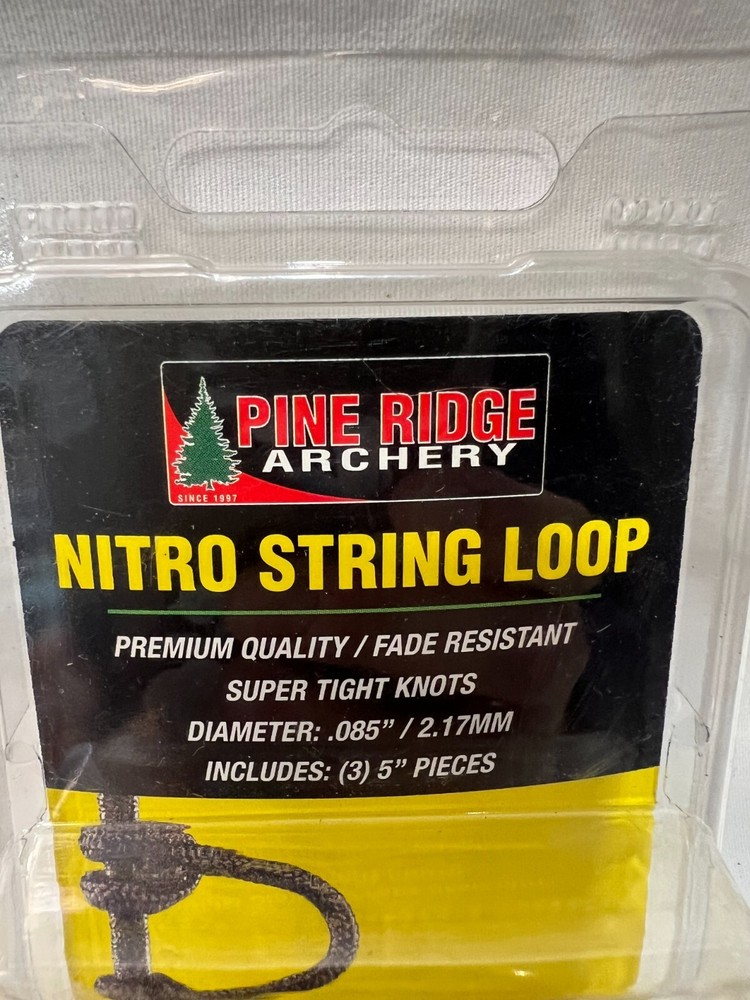 PINE RIDGE
ARCHERY
SINCE 1997
NITRO STRING LOOP
PREMIUM QUALITY / FADE RESISTANT
SUPER TIGHT KNOTS
DIAMETER: .085” / 2.17MM
INCLUDES: (3) 5” PIECES